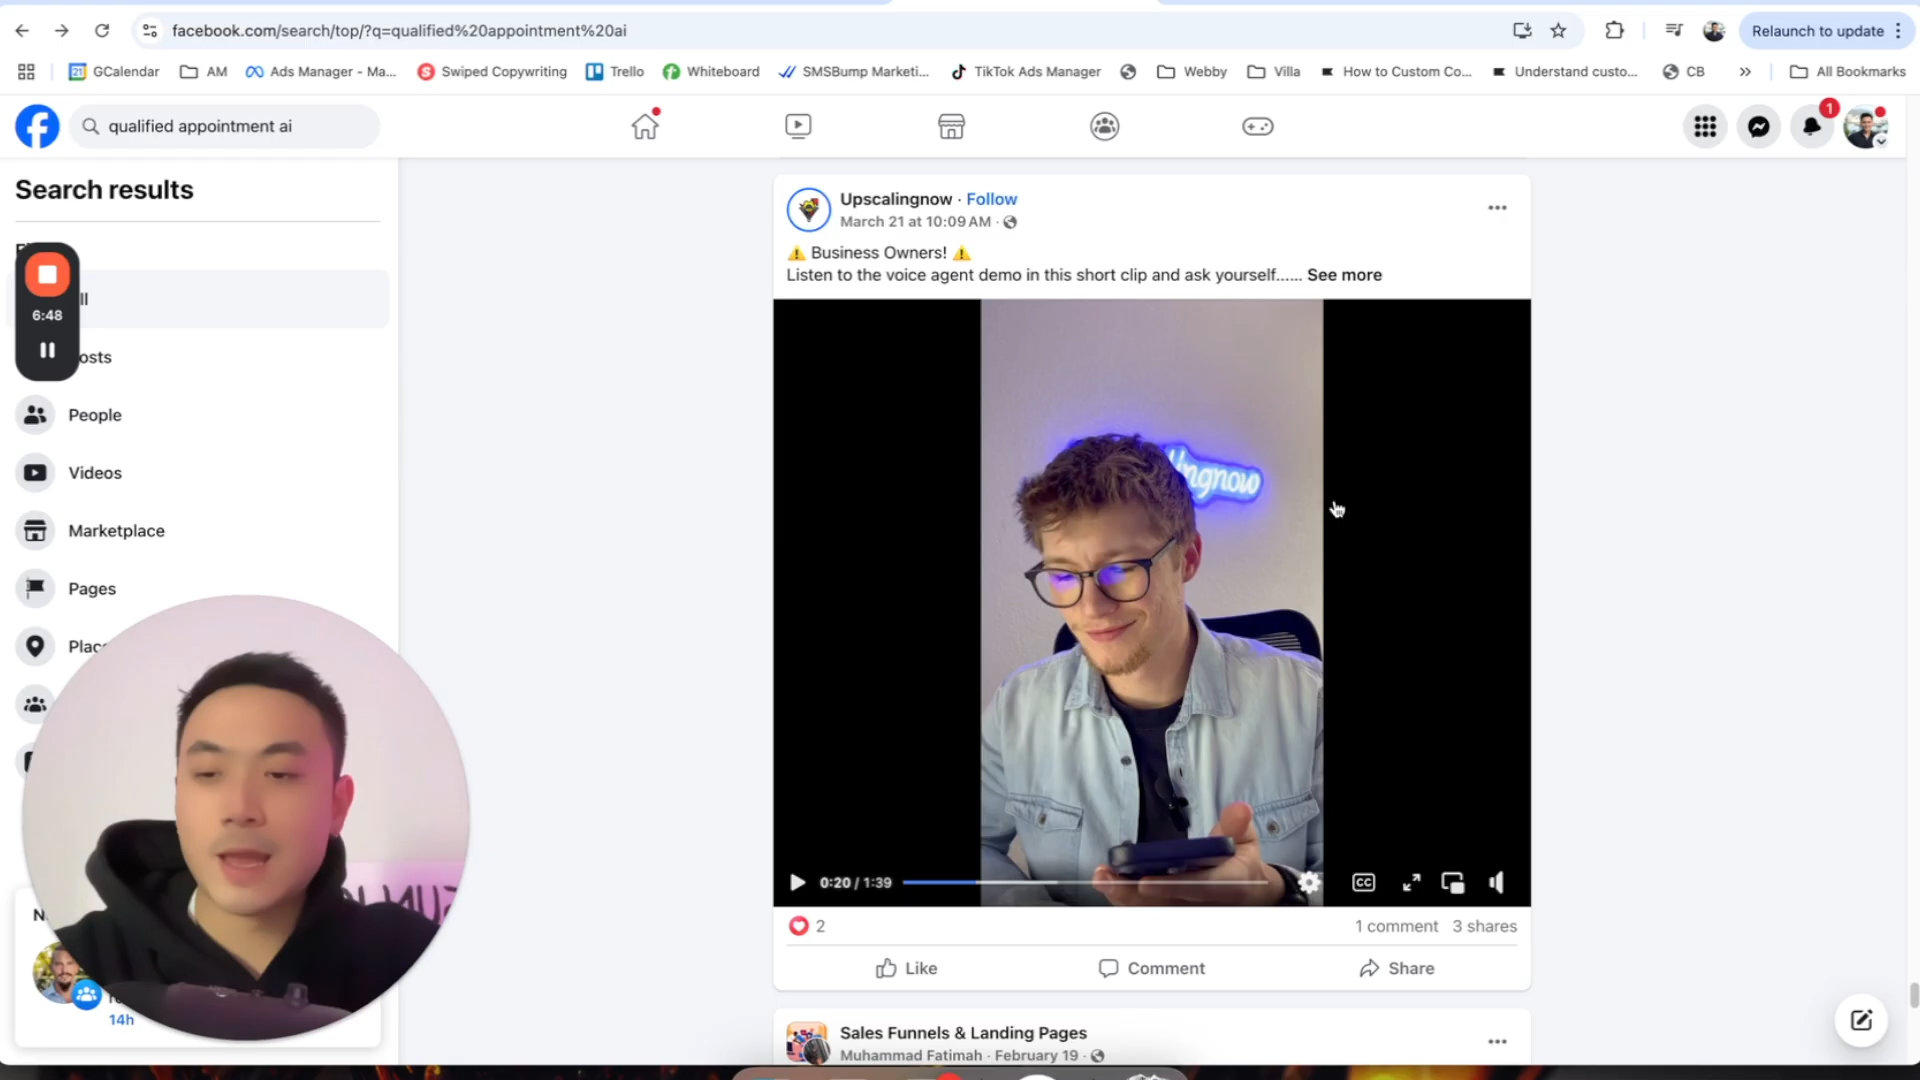 facebook.com/search/top/?q=qualified%20appointment%20ai
Relaunch to update
GCalendar
AM
Ads Manager - Ma...
Swiped Copywriting
Trello
Whiteboard
SMSBump Marketi...
TikTok Ads Manager
Webby
Villa
How to Custom Co...
Understand custo...
CB
All Bookmarks
qualified appointment ai
1
Search results
6:48
People
Videos
Marketplace
Pages
14h
Upscalingnow · Follow
March 21 at 10:09 AM ·
⚠️ Business Owners! ⚠️
Listen to the voice agent demo in this short clip and ask yourself...... See more
0:20 / 1:39
CC
2
1 comment 3 shares
Like
Comment
Share
Sales Funnels & Landing Pages
Muhammad Fatimah · February 19 ·